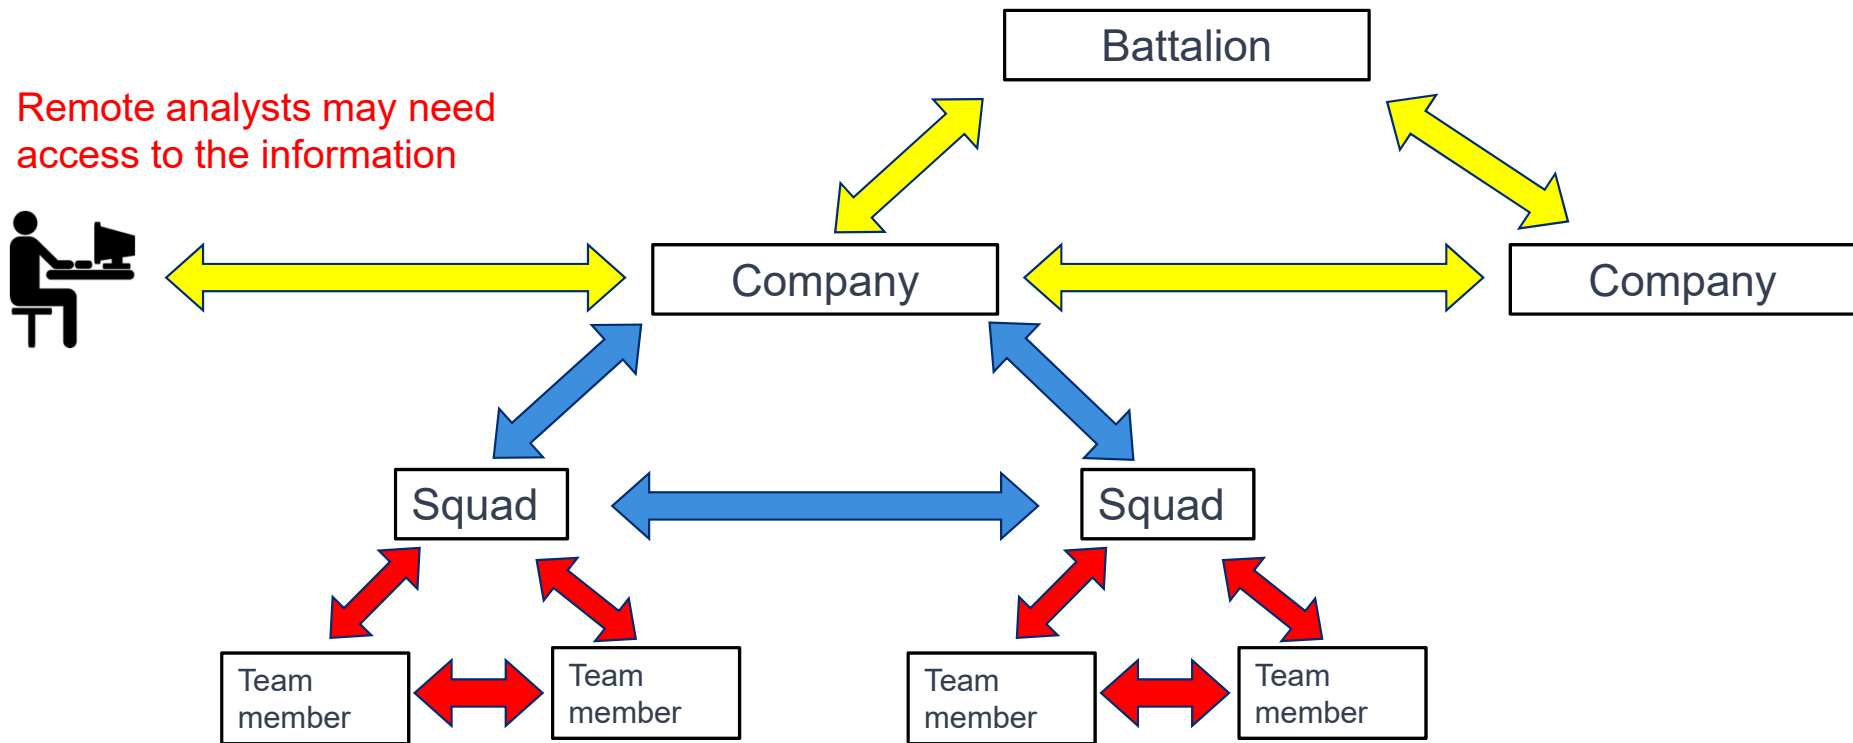 Battalion
Remote analysts may need
access to the information
Company
Company
Squad
Squad
Team
member
Team
member
Team
member
Team
member